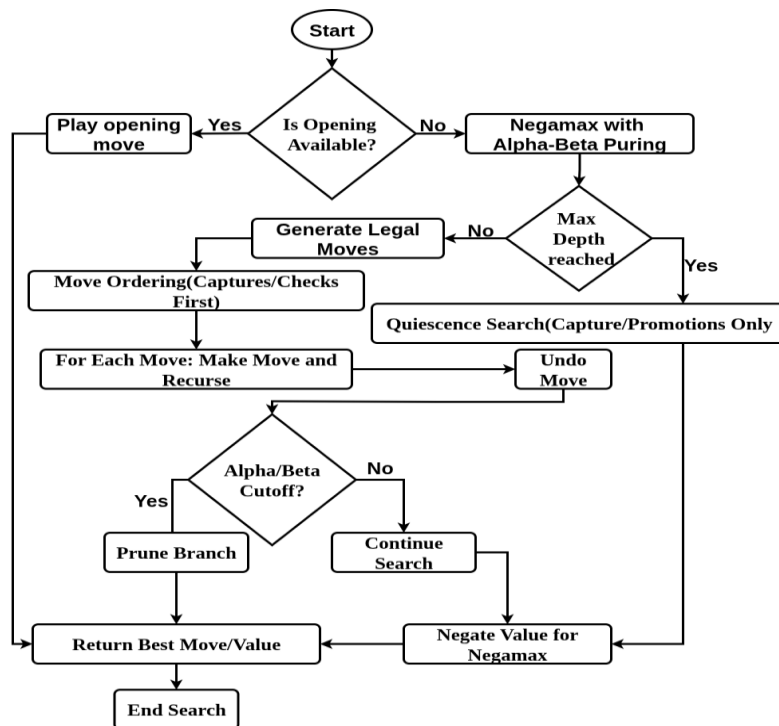 Start
Is Opening
Available?
Yes
No
Play opening
move
Negamax with
Alpha-Beta Puring
Max
Depth
reached
No
Yes
Generate Legal
Moves
Move Ordering(Captures/Checks
First)
Quiescence Search(Capture/Promotions Only
For Each Move: Make Move and
Recurse
Undo
Move
Alpha/Beta
Cutoff?
Yes
No
Prune Branch
Continue
Search
Return Best Move/Value
Negate Value for
Negamax
End Search